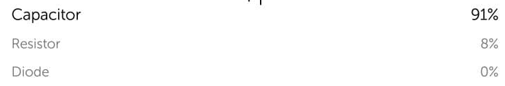 Capacitor 91%
Resistor 8%
Diode 0%